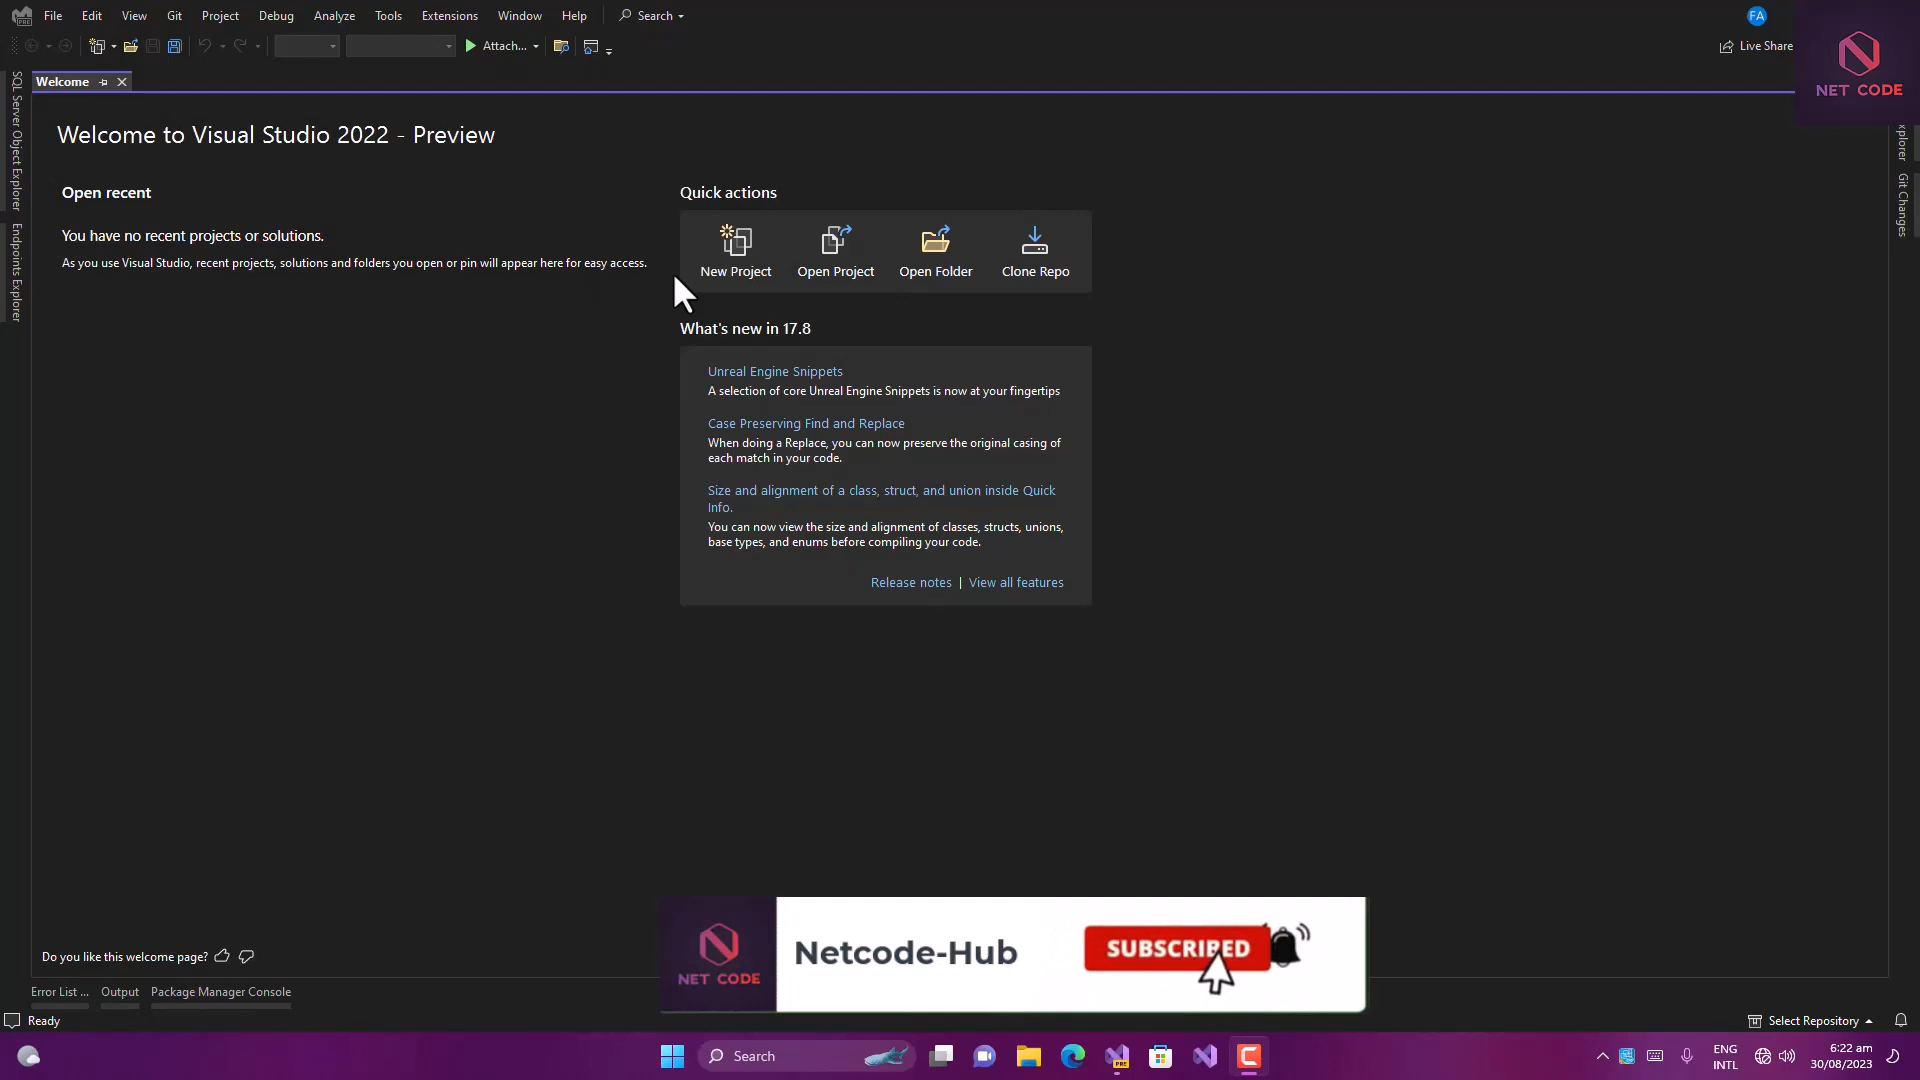 File Edit View Git Project Debug Analyze Tools Extensions Window Help Search
FA
Attach...
Live Share
NET CODE
Welcome
SQL Server Object Explorer
Endpoints Explorer
Git Changes
Welcome to Visual Studio 2022 - Preview
Open recent
You have no recent projects or solutions.
As you use Visual Studio, recent projects, solutions and folders you open or pin will appear here for easy access.
Quick actions
New Project Open Project Open Folder Clone Repo
What's new in 17.8
Unreal Engine Snippets
A selection of core Unreal Engine Snippets is now at your fingertips
Case Preserving Find and Replace
When doing a Replace, you can now preserve the original casing of
each match in your code.
Size and alignment of a class, struct, and union inside Quick
Info.
You can now view the size and alignment of classes, structs, unions,
base types, and enums before compiling your code.
Release notes | View all features
Do you like this welcome page?
NET CODE
Netcode-Hub
SUBSCRIBED
Error List ... Output Package Manager Console
Ready
Select Repository
Search
PRE
ENG
INTL
6:22 am
30/08/2023